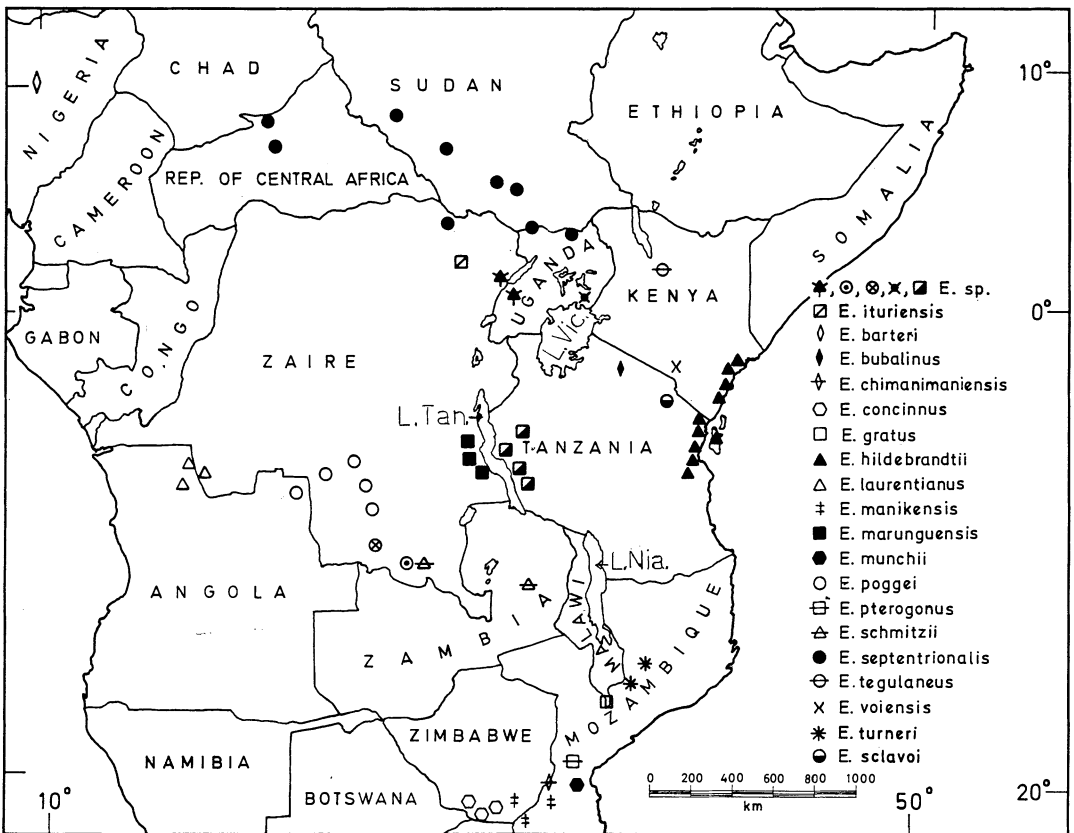 CHAD
SUDAN
10°
NIGERIA
ETHIOPIA
CAMEROON
REP. OF CENTRAL AFRICA
SOMALIA
UGANDA
KENYA
, , , , E. sp.
0°
GABON
CONGO
ZAIRE
L.Vic.
E. ituriensis
E. barteri
E. bubalinus
E. chimanimaniensis
E. concinnus
L.Tan.
TANZANIA
E. gratus
E. hildebrandtii
E. laurentianus
E. manikensis
E. marunguensis
E. munchii
L.Nia.
ANGOLA
E. poggei
MALAWI
E. pterogonus
ZAMBIA
E. schmitzii
MOZAMBIQUE
E. septentrionalis
E. tegulaneus
E. voiensis
ZIMBABWE
E. turneri
NAMIBIA
E. sclavoi
0 200 400 600 800 1000
km
BOTSWANA
10°
50°
20°